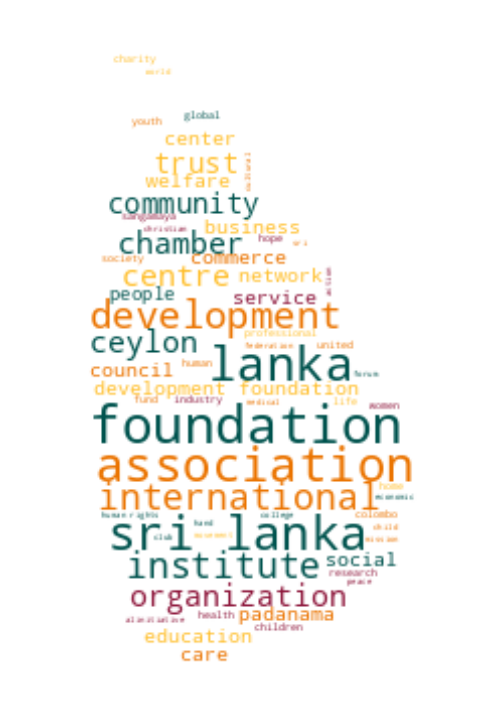 charity
world
global
youth
center
trust
cultural
welfare
community
sangamaya
business
christian
chamber
hope
sri
commerce
society
centre
network
action
people
service
development
professional
ceylon
federation
united
lanka
human
council
forum
development foundation
fund
industry
medical
life
women
foundation
association
international
home
economic
human rights
college
colombo
sri lanka
hand
child
club
movement
mission
institute
social
research
peace
organization
health
padanama
children
education
care